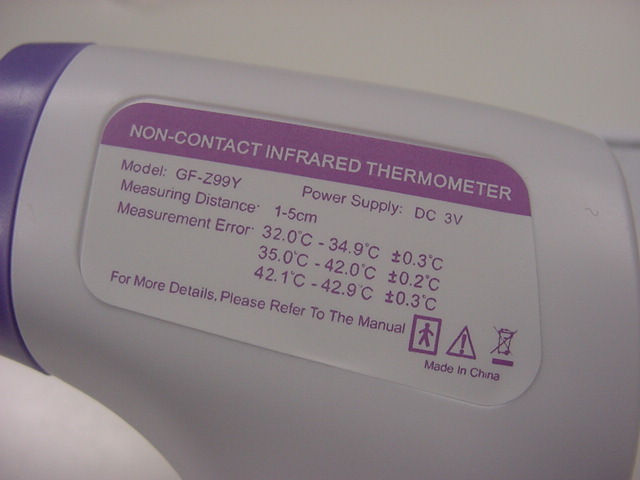 NON-CONTACT INFRARED THERMOMETER
Model: GF-Z99Y Power Supply: DC 3V
Measuring Distance: 1-5cm
Measurement Error: 32.0°C - 34.9°C ±0.3°C
35.0°C - 42.0°C ±0.2°C
42.1°C - 42.9°C ±0.3°C
For More Details, Please Refer To The Manual
Made In China